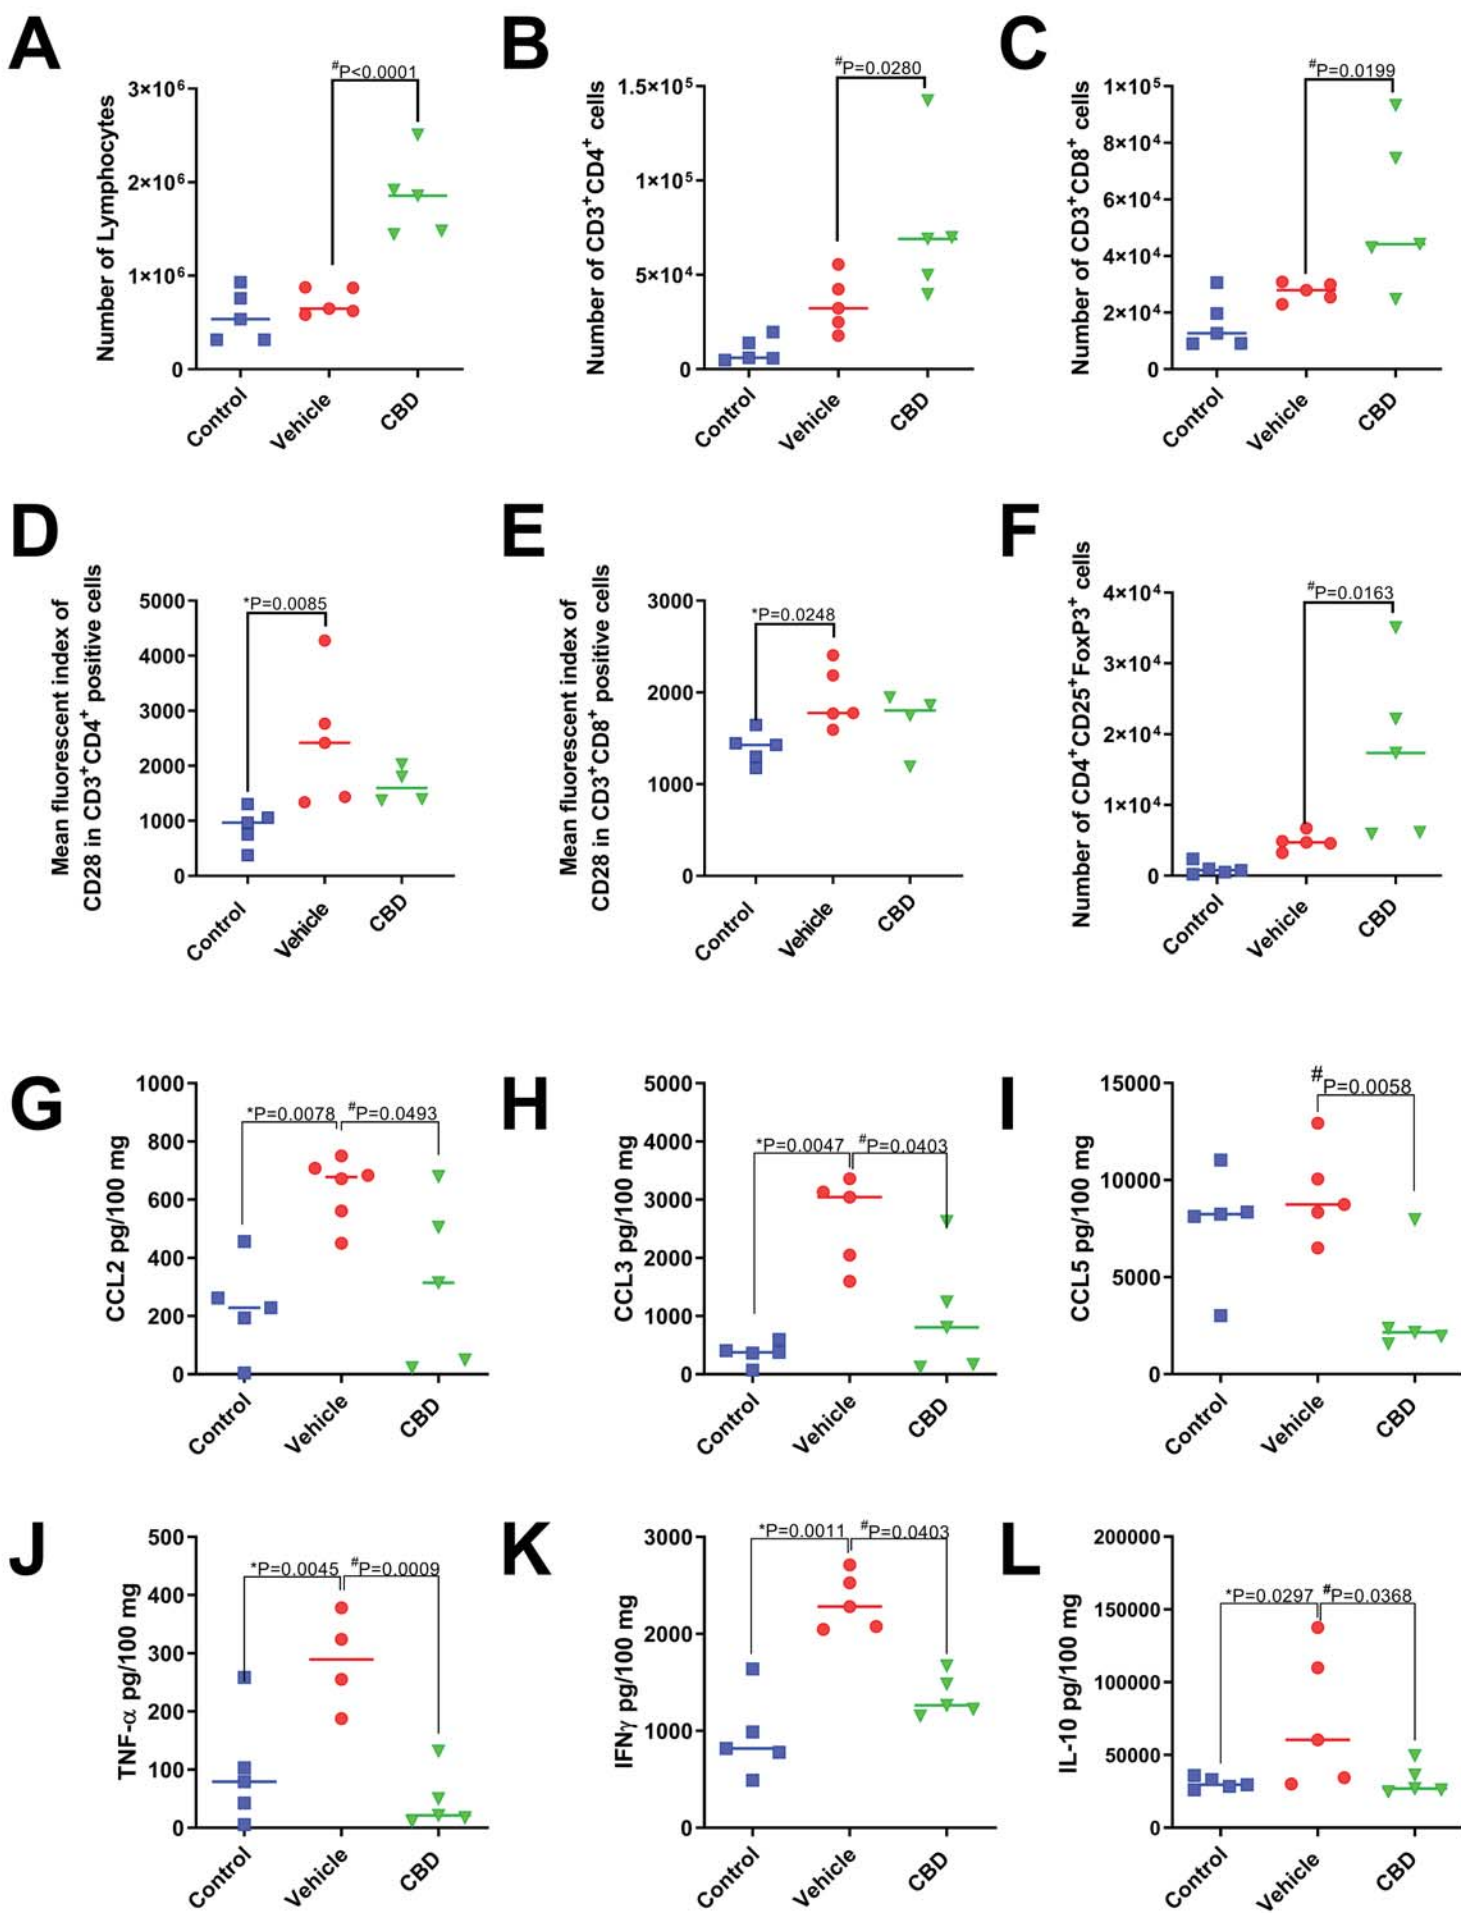 A
#P<0.0001
Number of Lymphocytes
3×10⁶
2×10⁶
1×10⁶
0
Control
Vehicle
CBD
B
#P=0.0280
Number of CD3⁺CD4⁺ cells
1.5×10⁵
1×10⁵
5×10⁴
0
Control
Vehicle
CBD
C
#P=0.0199
Number of CD3⁺CD8⁺ cells
1×10⁵
8×10⁴
6×10⁴
4×10⁴
2×10⁴
0
Control
Vehicle
CBD
D
*P=0.0085
Mean fluorescent index of
CD28 in CD3⁺CD4⁺ positive cells
5000
4000
3000
2000
1000
0
Control
Vehicle
CBD
E
*P=0.0248
Mean fluorescent index of
CD28 in CD3⁺CD8⁺ positive cells
3000
2000
1000
0
Control
Vehicle
CBD
F
#P=0.0163
Number of CD4⁺CD25⁺FoxP3⁺ cells
4×10⁴
3×10⁴
2×10⁴
1×10⁴
0
Control
Vehicle
CBD
G
*P=0.0078
#P=0.0493
CCL2 pg/100 mg
1000
800
600
400
200
0
Control
Vehicle
CBD
H
*P=0.0047
#P=0.0403
CCL3 pg/100 mg
5000
4000
3000
2000
1000
0
Control
Vehicle
CBD
I
#
P=0.0058
CCL5 pg/100 mg
15000
10000
5000
0
Control
Vehicle
CBD
J
*P=0.0045
#P=0.0009
TNF-α pg/100 mg
500
400
300
200
100
0
Control
Vehicle
CBD
K
*P=0.0011
#P=0.0403
IFNγ pg/100 mg
3000
2000
1000
0
Control
Vehicle
CBD
L
*P=0.0297
#P=0.0368
IL-10 pg/100 mg
200000
150000
100000
50000
0
Control
Vehicle
CBD